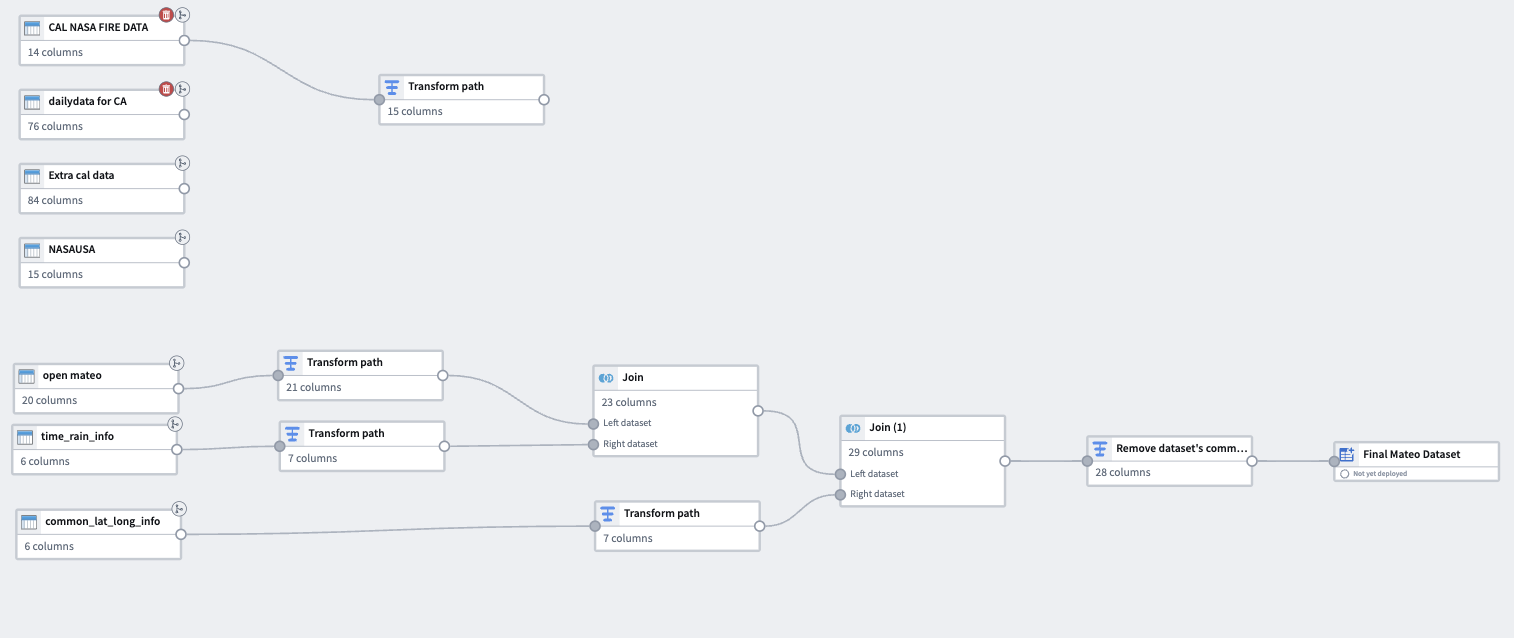 CAL NASA FIRE DATA
14 columns
Transform path
15 columns
dailydata for CA
76 columns
Extra cal data
84 columns
NASAUSA
15 columns
open mateo
20 columns
Transform path
21 columns
time_rain_info
6 columns
Transform path
7 columns
Join
23 columns
Left dataset
Right dataset
common_lat_long_info
6 columns
Transform path
7 columns
Join (1)
29 columns
Left dataset
Right dataset
Remove dataset's comm...
28 columns
Final Mateo Dataset
Not yet deployed